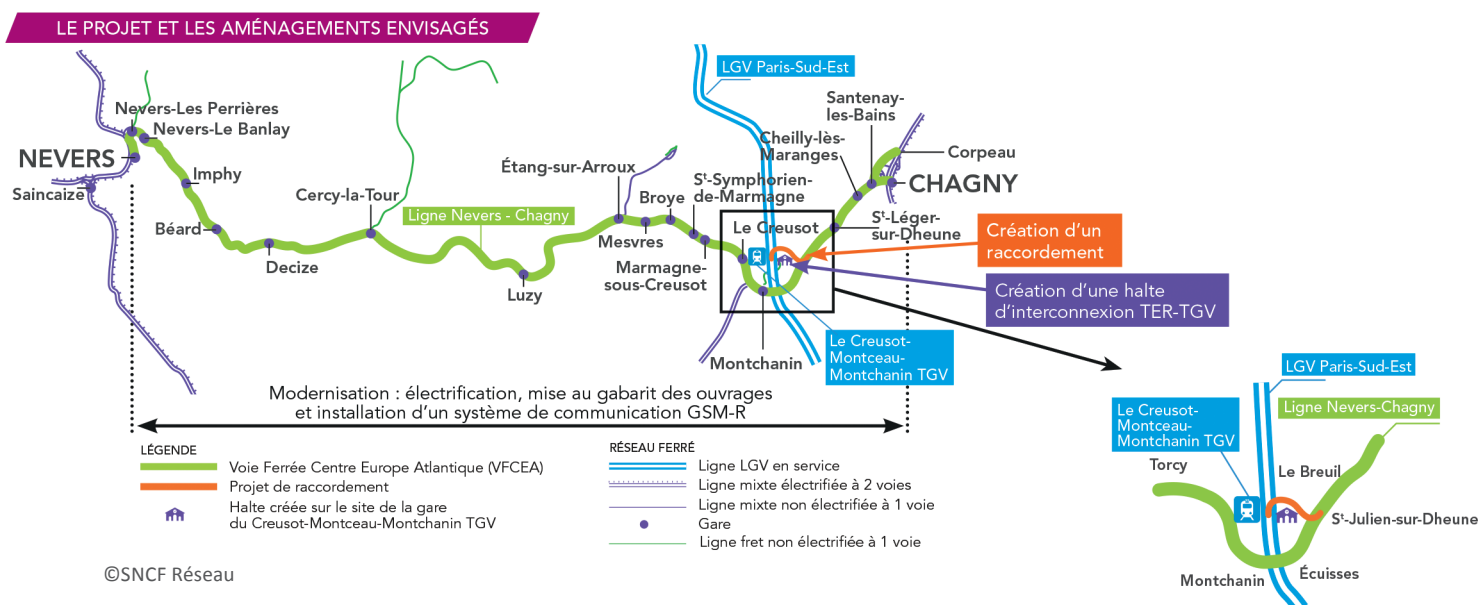 LE PROJET ET LES AMÉNAGEMENTS ENVISAGÉS
LGV Paris-Sud-Est
Nevers-Les Perrières
Nevers-Le Banlay
NEVERS
Saincaize
Imphy
Béard
Decize
Cercy-la-Tour
Ligne Nevers - Chagny
Luzy
Étang-sur-Arroux
Mesvres
Broye
Sᵗ-Symphorien-
de-Marmagne
Marmagne-
sous-Creusot
Le Creusot
Montchanin
Cheilly-lès-
Maranges
Santenay-
les-Bains
Corpeau
CHAGNY
Sᵗ-Léger-
sur-Dheune
Création d’un
raccordement
Création d’une halte
d’interconnexion TER-TGV
Le Creusot-
Montceau-
Montchanin TGV
Modernisation : électrification, mise au gabarit des ouvrages
et installation d’un système de communication GSM-R
LÉGENDE
Voie Ferrée Centre Europe Atlantique (VFCEA)
Projet de raccordement
Halte créée sur le site de la gare
du Creusot-Montceau-Montchanin TGV
RÉSEAU FERRÉ
Ligne LGV en service
Ligne mixte électrifiée à 2 voies
Ligne mixte non électrifiée à 1 voie
Gare
Ligne fret non électrifiée à 1 voie
LGV Paris-Sud-Est
Ligne Nevers-Chagny
Le Creusot-
Montceau-
Montchanin TGV
Torcy
Le Breuil
Sᵗ-Julien-sur-Dheune
Écuisses
Montchanin
©SNCF Réseau